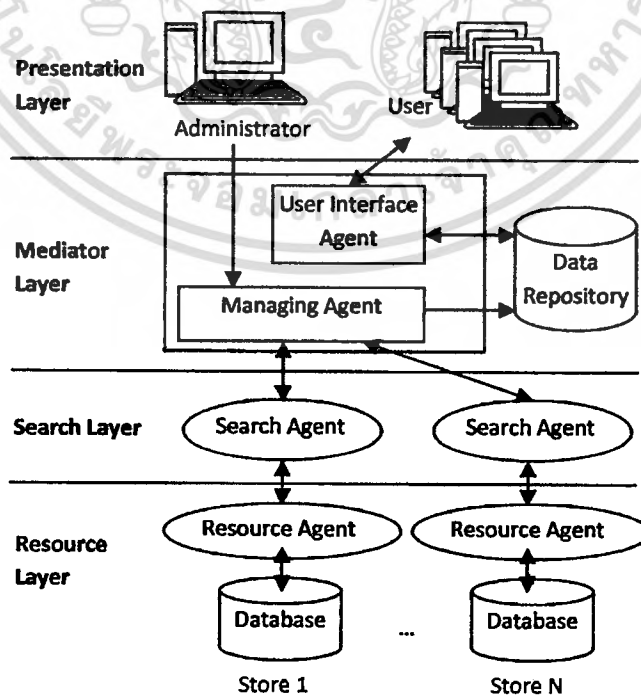 Presentation
Layer
Administrator
User
Mediator
Layer
User Interface
Agent
Managing Agent
Data
Repository
Search Layer
Search Agent
Search Agent
Resource
Layer
Resource Agent
Resource Agent
Database
...
Database
Store 1
Store N